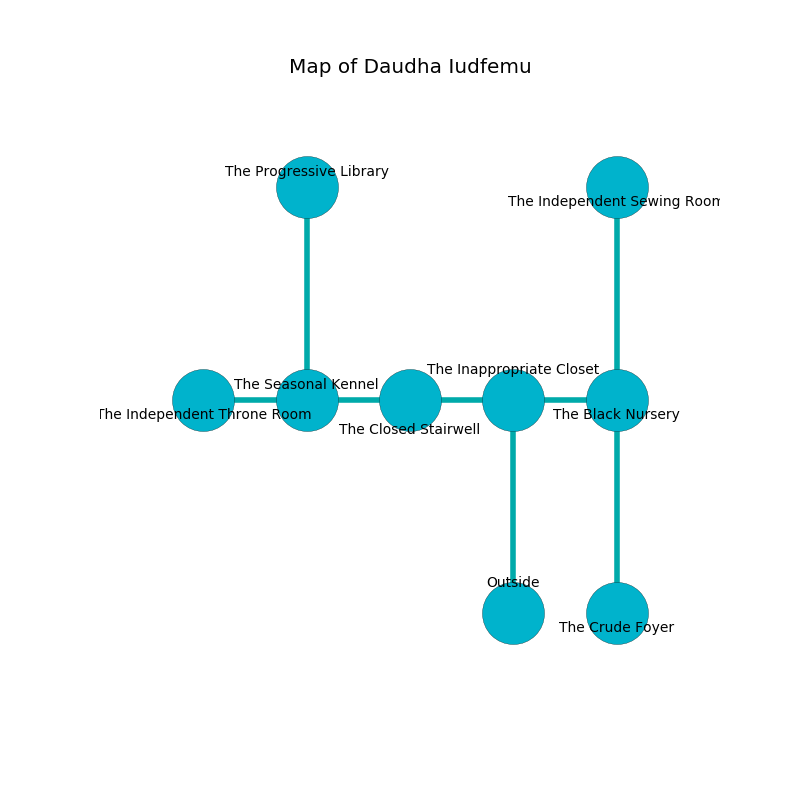 Map of Daudha Iudfemu
The Progressive Library
The Independent Sewing Room
The Inappropriate Closet
The Seasonal Kennel
The Independent Throne Room
The Black Nursery
The Closed Stairwell
Outside
The Crude Foyer